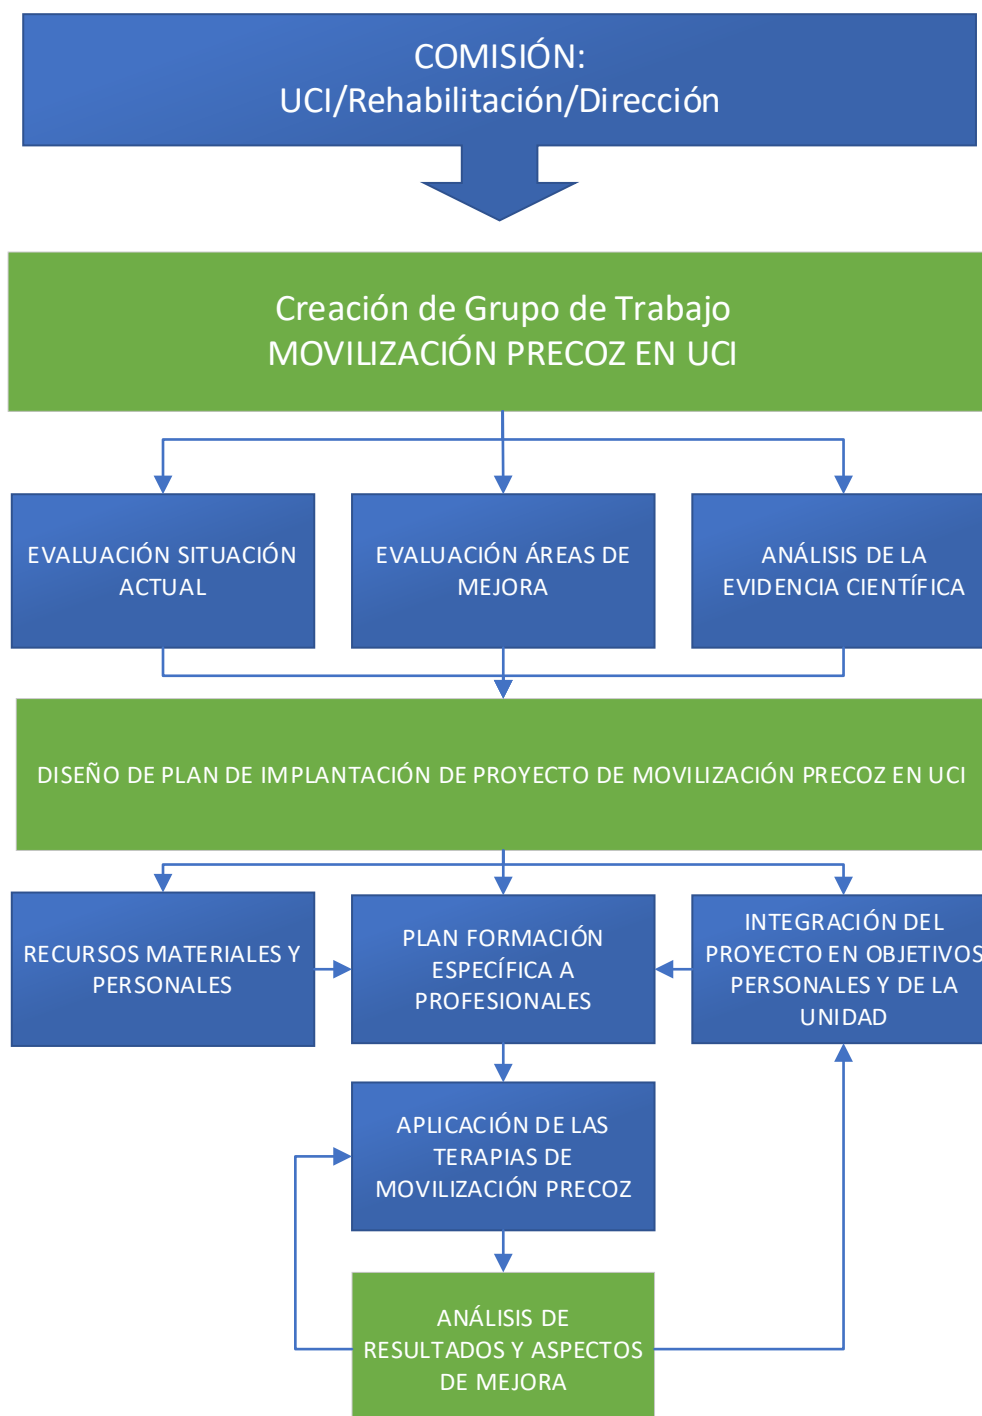 COMISIÓN:
UCI/Rehabilitación/Dirección
Creación de Grupo de Trabajo
MOVILIZACIÓN PRECOZ EN UCI
EVALUACIÓN SITUACIÓN
ACTUAL
EVALUACIÓN ÁREAS DE
MEJORA
ANÁLISIS DE LA
EVIDENCIA CIENTÍFICA
DISEÑO DE PLAN DE IMPLANTACIÓN DE PROYECTO DE MOVILIZACIÓN PRECOZ EN UCI
RECURSOS MATERIALES Y
PERSONALES
PLAN FORMACIÓN
ESPECÍFICA A
PROFESIONALES
INTEGRACIÓN DEL
PROYECTO EN OBJETIVOS
PERSONALES Y DE LA
UNIDAD
APLICACIÓN DE LAS
TERAPIAS DE
MOVILIZACIÓN PRECOZ
ANÁLISIS DE
RESULTADOS Y ASPECTOS
DE MEJORA